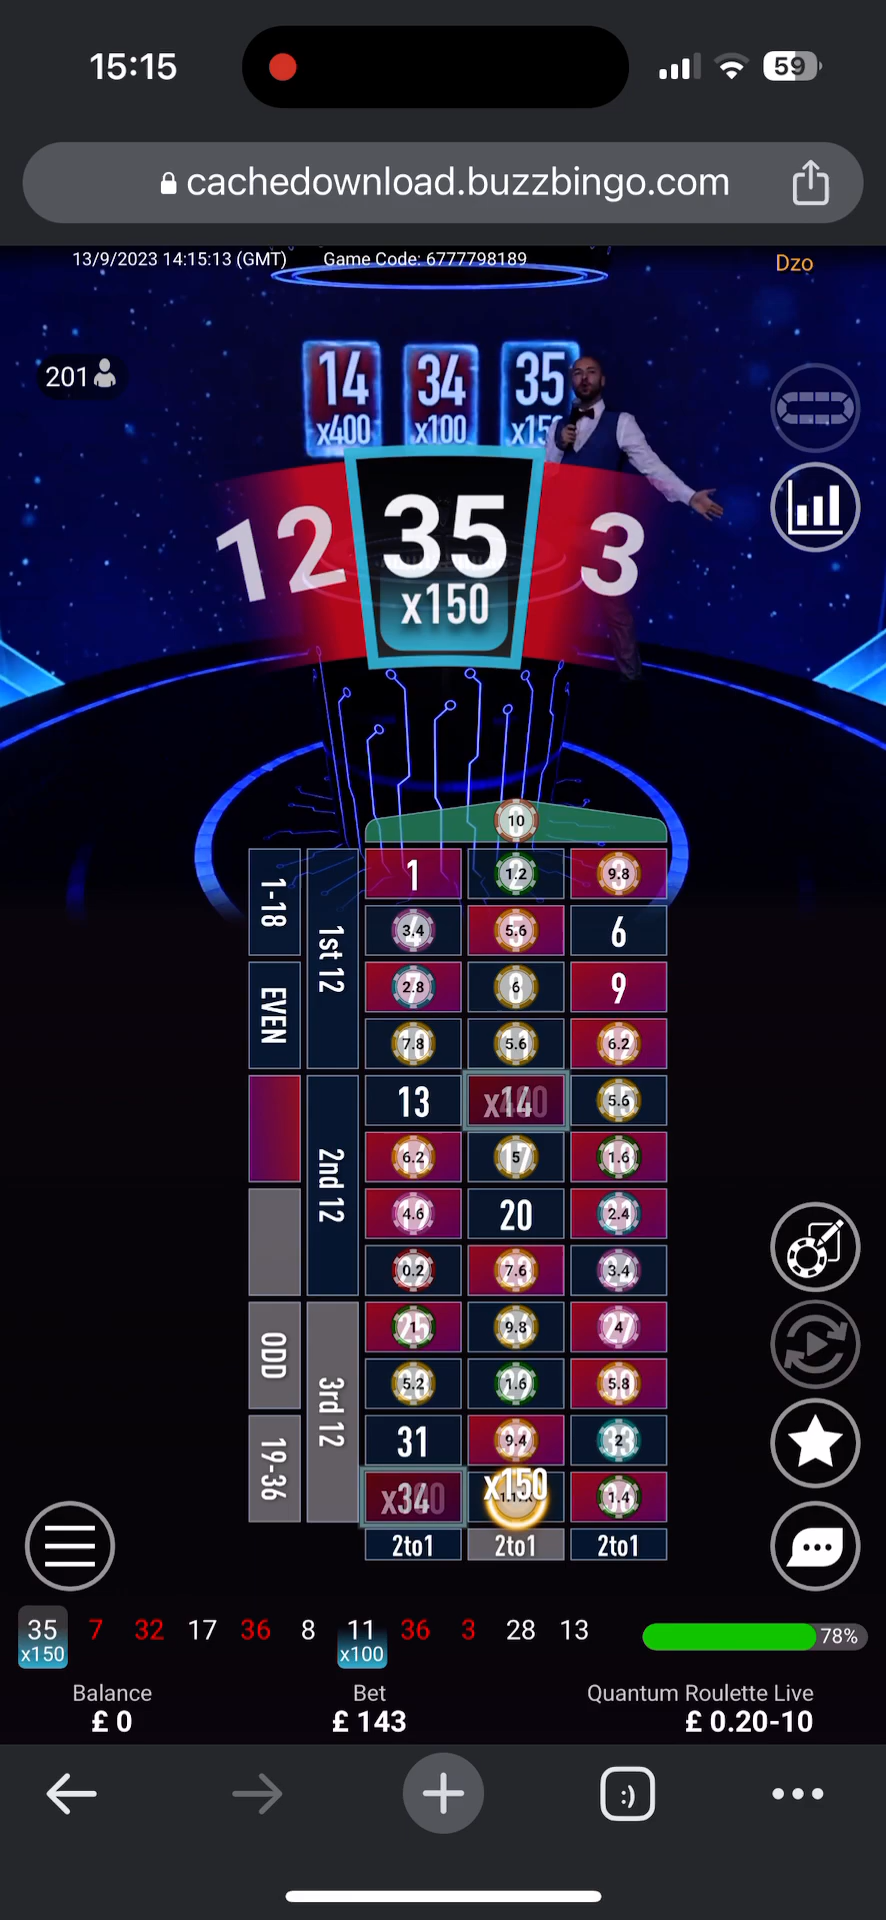 15:15
59
cachedownload.buzzbingo.com
13/9/2023 14:15:13 (GMT) Game Code: 6777798189 Dzo
201
14 34 35
x400 x100
12 35 3
x150
10
1 1.2 9.8
1-18
1st 12
3.4 5.6 6
EVEN
2.8 6 9
7.8 5.6 6.2
13 x14 5.6
2nd 12
6.2 5 1.6
4.6 20 2.4
0.2 7.6 3.4
ODD
3rd 12
1 9.8 4
5.2 1.6 5.8
19-36
31 9.4 2
x34 x150 1.4
2to1 2to1 2to1
35 7 32 17 36 8 11 36 3 28 13
x150 x100
78%
Balance Bet Quantum Roulette Live
£ 0 £ 143 £ 0.20-10
:)